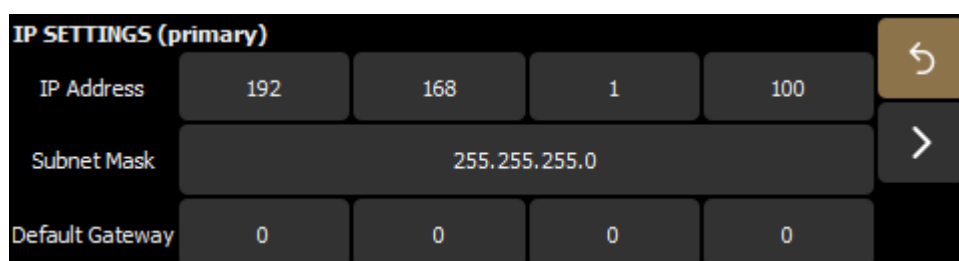 IP SETTINGS (primary)
IP Address 192 168 1 100
Subnet Mask 255.255.255.0
Default Gateway 0 0 0 0